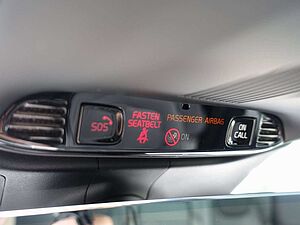 SOS
FASTEN
SEATBELT
PASSENGER AIRBAG
ON
ON
CALL